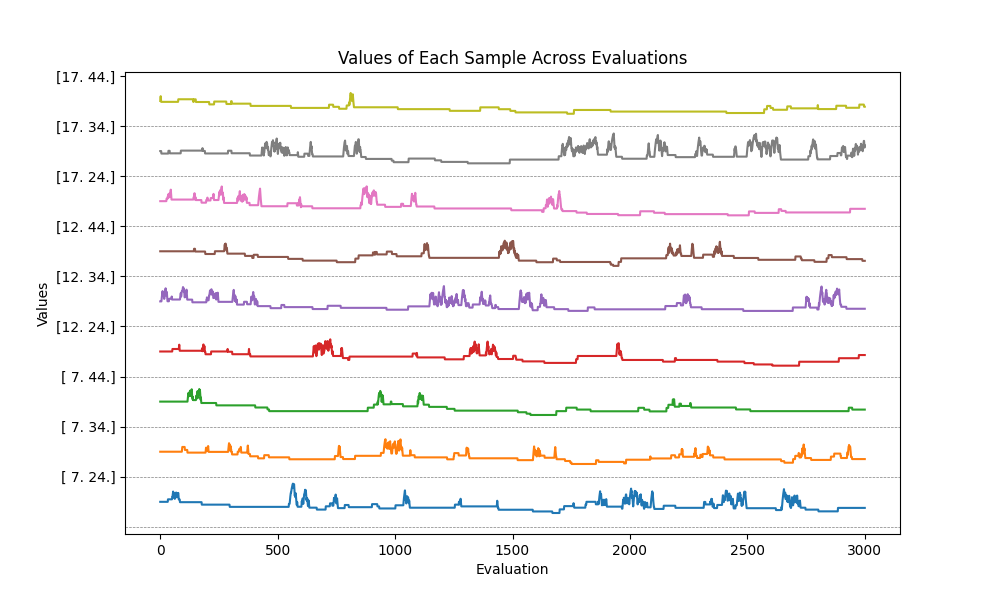 Values of Each Sample Across Evaluations
[17. 44.]
[17. 34.]
[17. 24.]
[12. 44.]
[12. 34.]
[12. 24.]
[ 7. 44.]
[ 7. 34.]
[ 7. 24.]
Values
0 500 1000 1500 2000 2500 3000
Evaluation